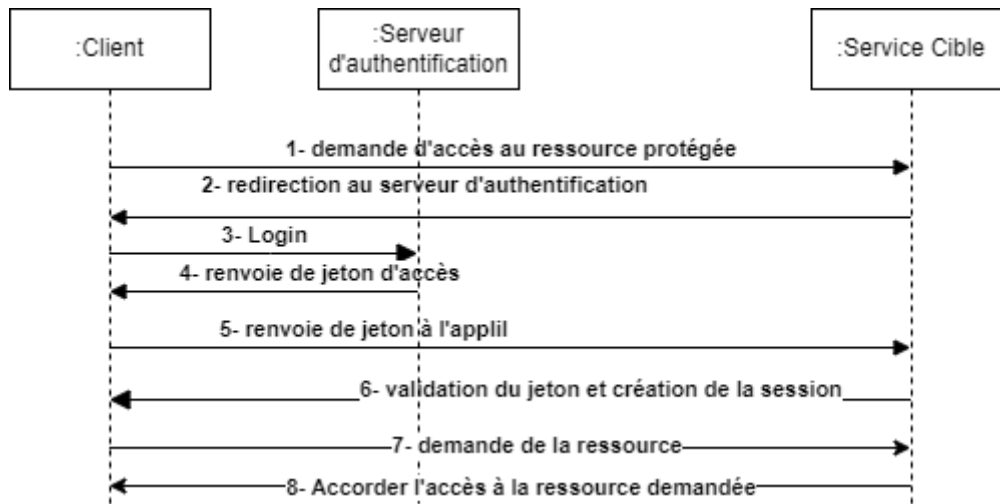 :Client
:Serveur
d'authentification
:Service Cible
1- demande d'accès au ressource protégée
2- redirection au serveur d'authentification
3- Login
4- renvoie de jeton d'accès
5- renvoie de jeton à l'applil
6- validation du jeton et création de la session
7- demande de la ressource
8- Accorder l'accès à la ressource demandée